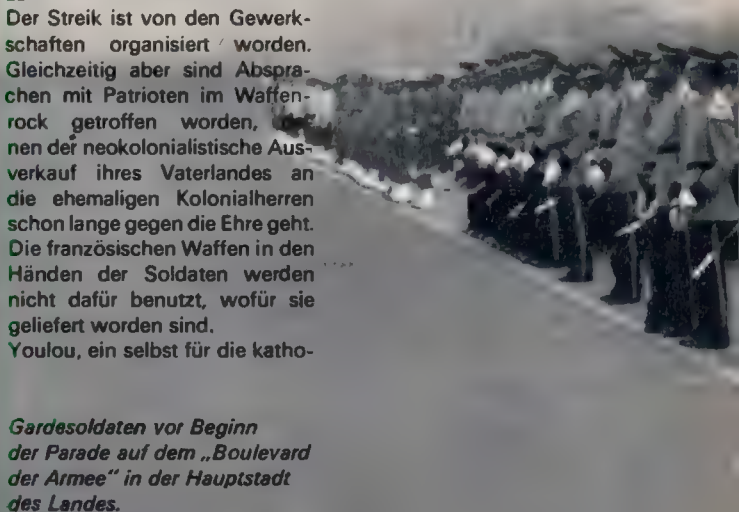 Der Streik ist von den Gewerk-
schaften organisiert worden.
Gleichzeitig aber sind Abspra-
chen mit Patrioten im Waffen-
rock getroffen worden,
nen der neokolonialistische Aus-
verkauf ihres Vaterlandes an
die ehemaligen Kolonialherren
schon lange gegen die Ehre geht.
Die französischen Waffen in den
Händen der Soldaten werden
nicht dafür benutzt, wofür sie
geliefert worden sind.
Youlou, ein selbst für die katho-
Gardesoldaten vor Beginn
der Parade auf dem „Boulevard
der Armee“ in der Hauptstadt
des Landes.